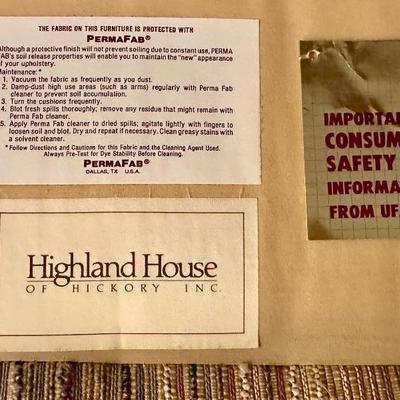 THE FABRIC ON THIS FURNITURE IS PROTECTED WITH
PERMAFAB®
Although a protective finish will not prevent soiling due to constant use, PERMA
FAB's soil release properties will enable you to maintain the "new" appearance
of your upholstery.
Maintenance:*
1. Vacuum the fabric as frequently as you dust.
2. Damp-dust high use areas (such as arms) regularly with Perma Fab
cleaner to prevent soil accumulation.
3. Turn the cushions frequently.
4. Blot fresh spills thoroughly; remove any residue that might remain with
Perma Fab cleaner.
5. Apply Perma Fab cleaner to dried spills; agitate lightly with fingers to
loosen soil and blot. Dry and repeat if necessary. Clean greasy stains with
a solvent cleaner.
*Follow Directions and Cautions for this Fabric and the Cleaning Agent Used.
Always Pre-Test for Dye Stability Before Cleaning.
PERMAFAB®
DALLAS, TX U.S.A.
Highland House
OF HICKORY INC.
IMPORTA
CONSUM
SAFETY
INFORMA
FROM UF